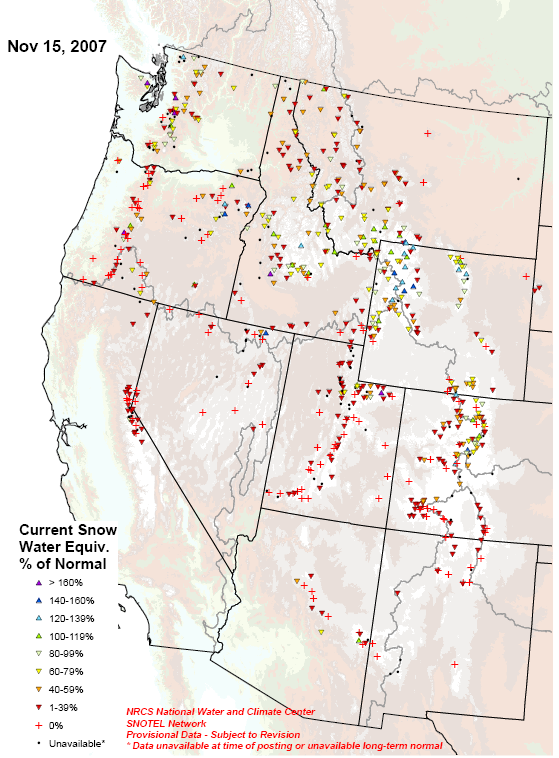 Nov 15, 2007
Current Snow
Water Equiv.
% of Normal
> 160%
140-160%
120-139%
100-119%
80-99%
60-79%
40-59%
1-39%
0%
Unavailable*
NRCS National Water and Climate Center
SNOTEL Network
Provisional Data - Subject to Revision
* Data unavailable at time of posting or unavailable long-term normal